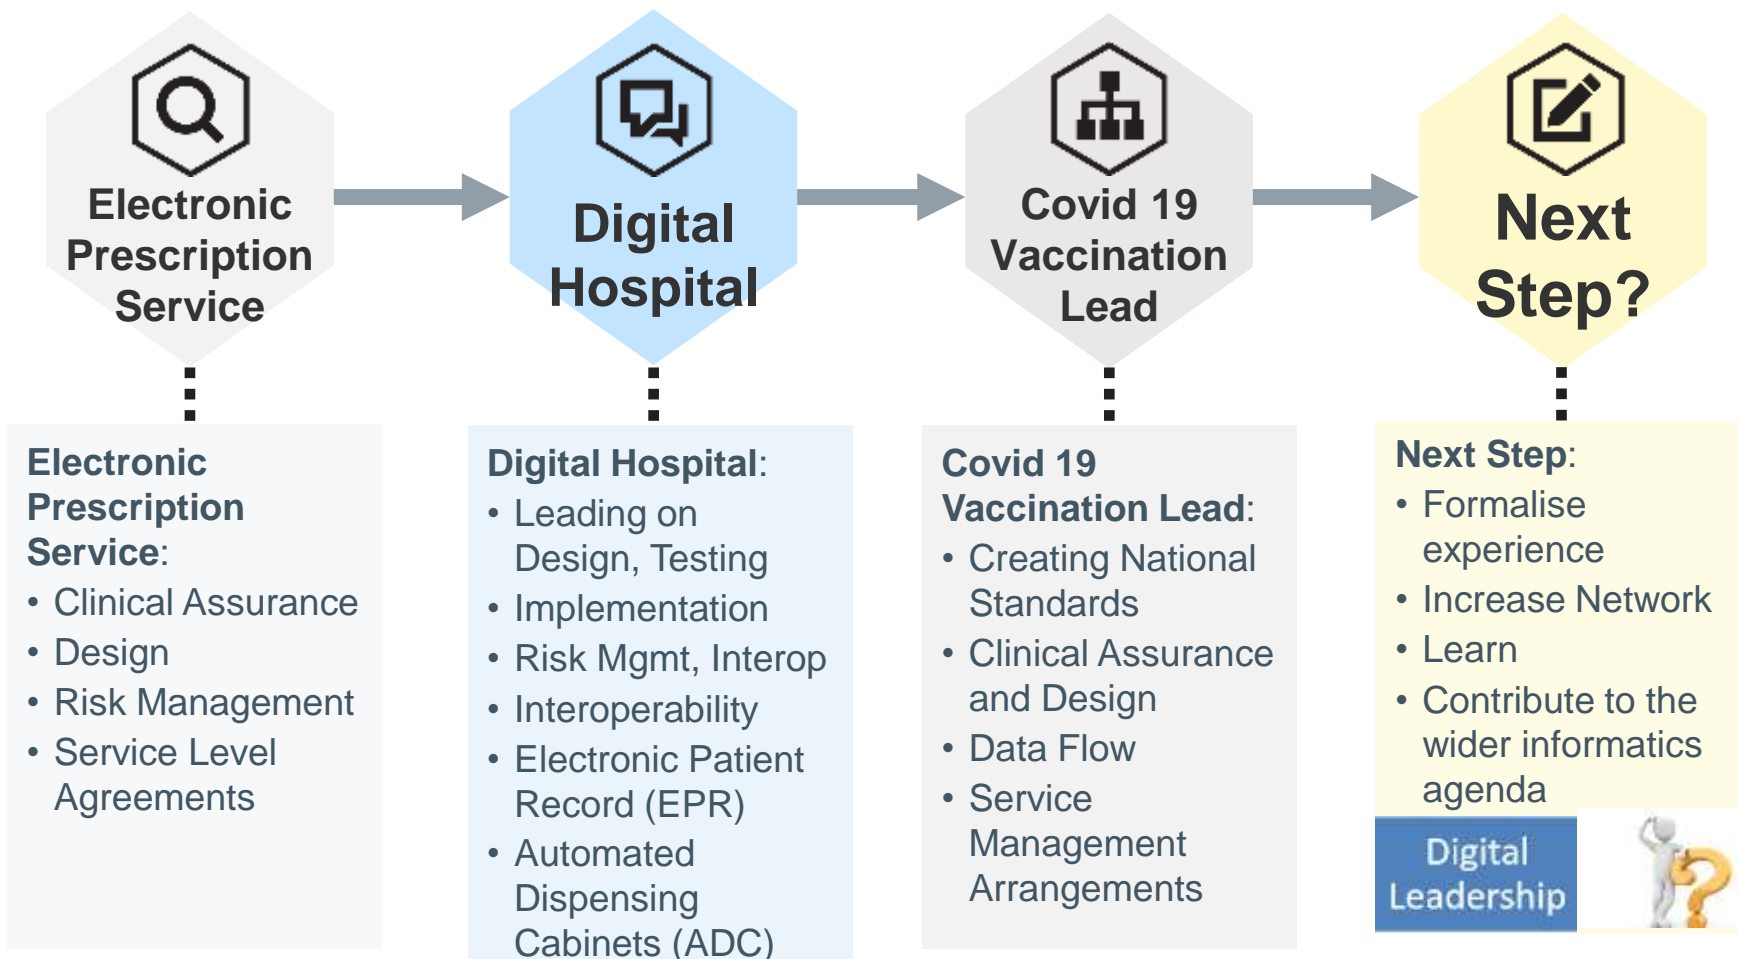 Electronic
Prescription
Service
Digital
Hospital
Covid 19
Vaccination
Lead
Next
Step?
Electronic
Prescription
Service:
• Clinical Assurance
• Design
• Risk Management
• Service Level
Agreements
Digital Hospital:
• Leading on
Design, Testing
• Implementation
• Risk Mgmt, Interop
• Interoperability
• Electronic Patient
Record (EPR)
• Automated
Dispensing
Cabinets (ADC)
Covid 19
Vaccination Lead:
• Creating National
Standards
• Clinical Assurance
and Design
• Data Flow
• Service
Management
Arrangements
Next Step:
• Formalise
experience
• Increase Network
• Learn
• Contribute to the
wider informatics
agenda
Digital
Leadership